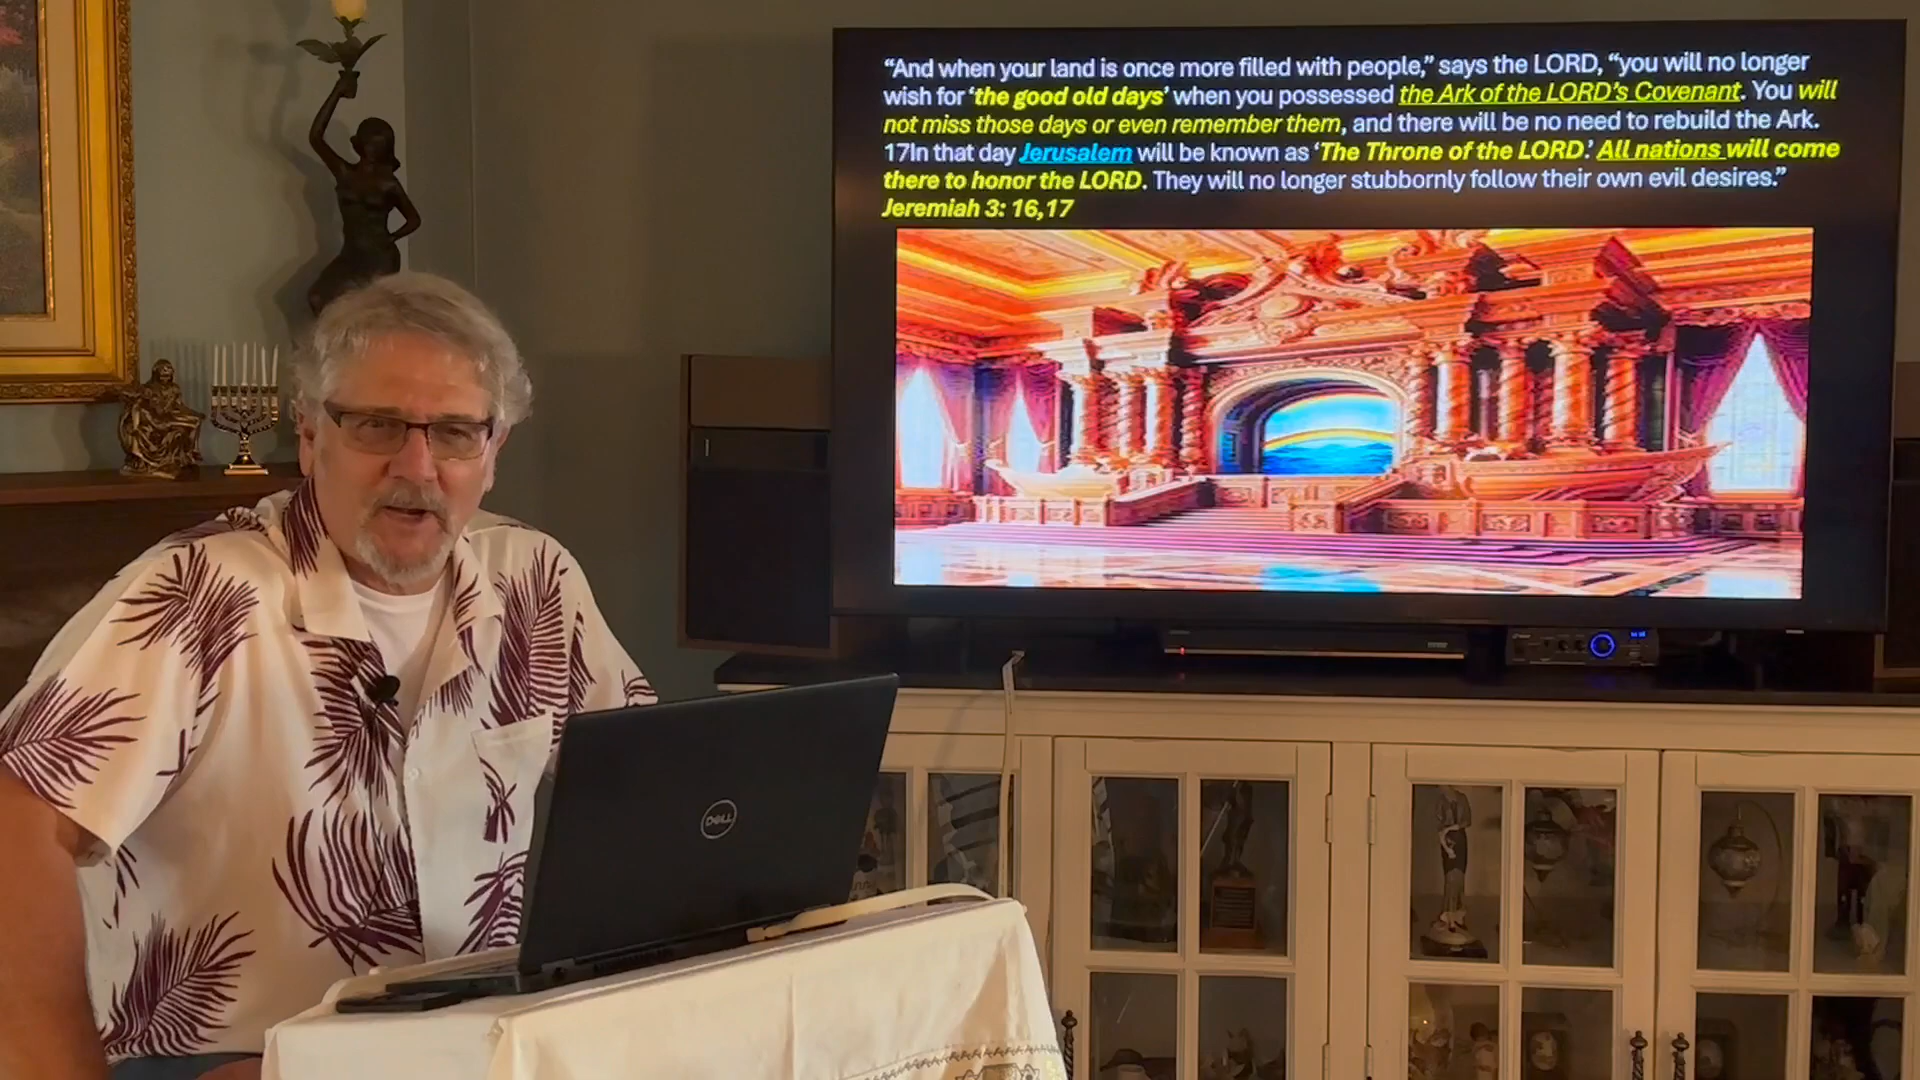 “And when your land is once more filled with people,” says the LORD, “you will no longer
wish for ‘the good old days’ when you possessed the Ark of the LORD’s Covenant. You will
not miss those days or even remember them, and there will be no need to rebuild the Ark.
17In that day Jerusalem will be known as ‘The Throne of the LORD.’ All nations will come
there to honor the LORD. They will no longer stubbornly follow their own evil desires.”
Jeremiah 3: 16,17
DELL